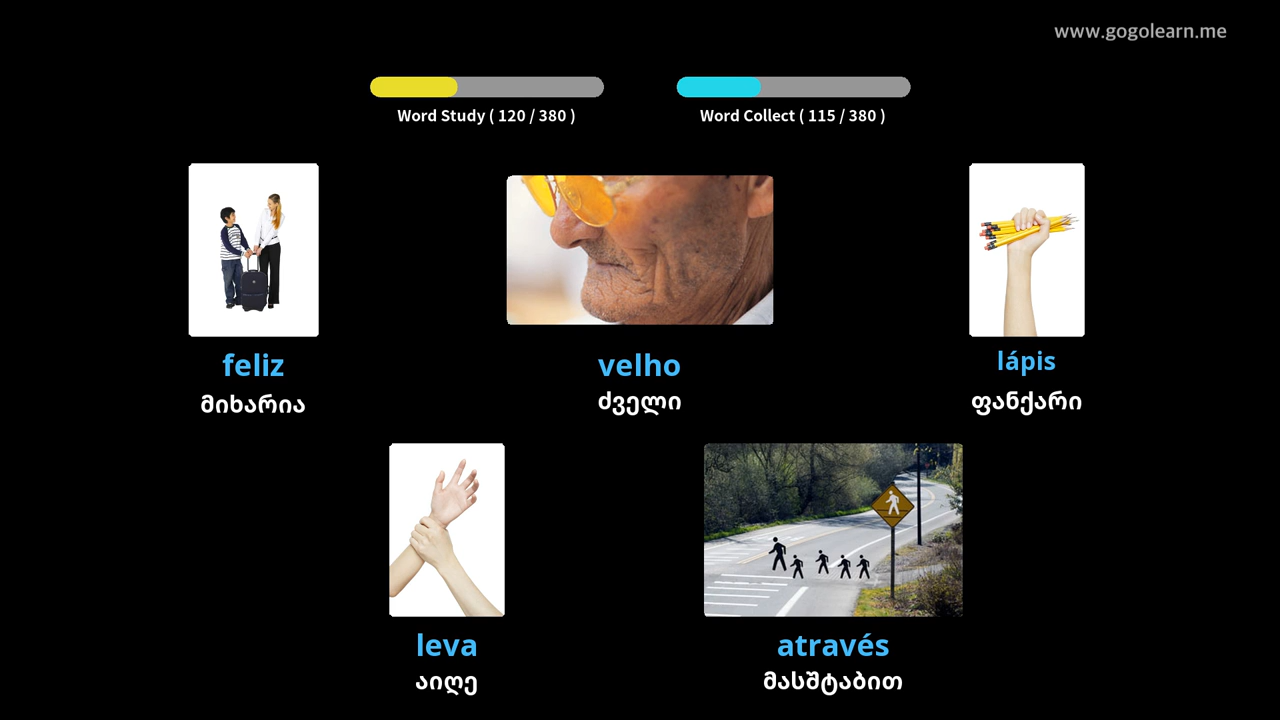 www.gogolearn.me
Word Study ( 120 / 380 )
Word Collect ( 115 / 380 )
feliz
მიხარია
velho
ძველი
lápis
ფანქარი
leva
აიღე
através
მასშტაბით